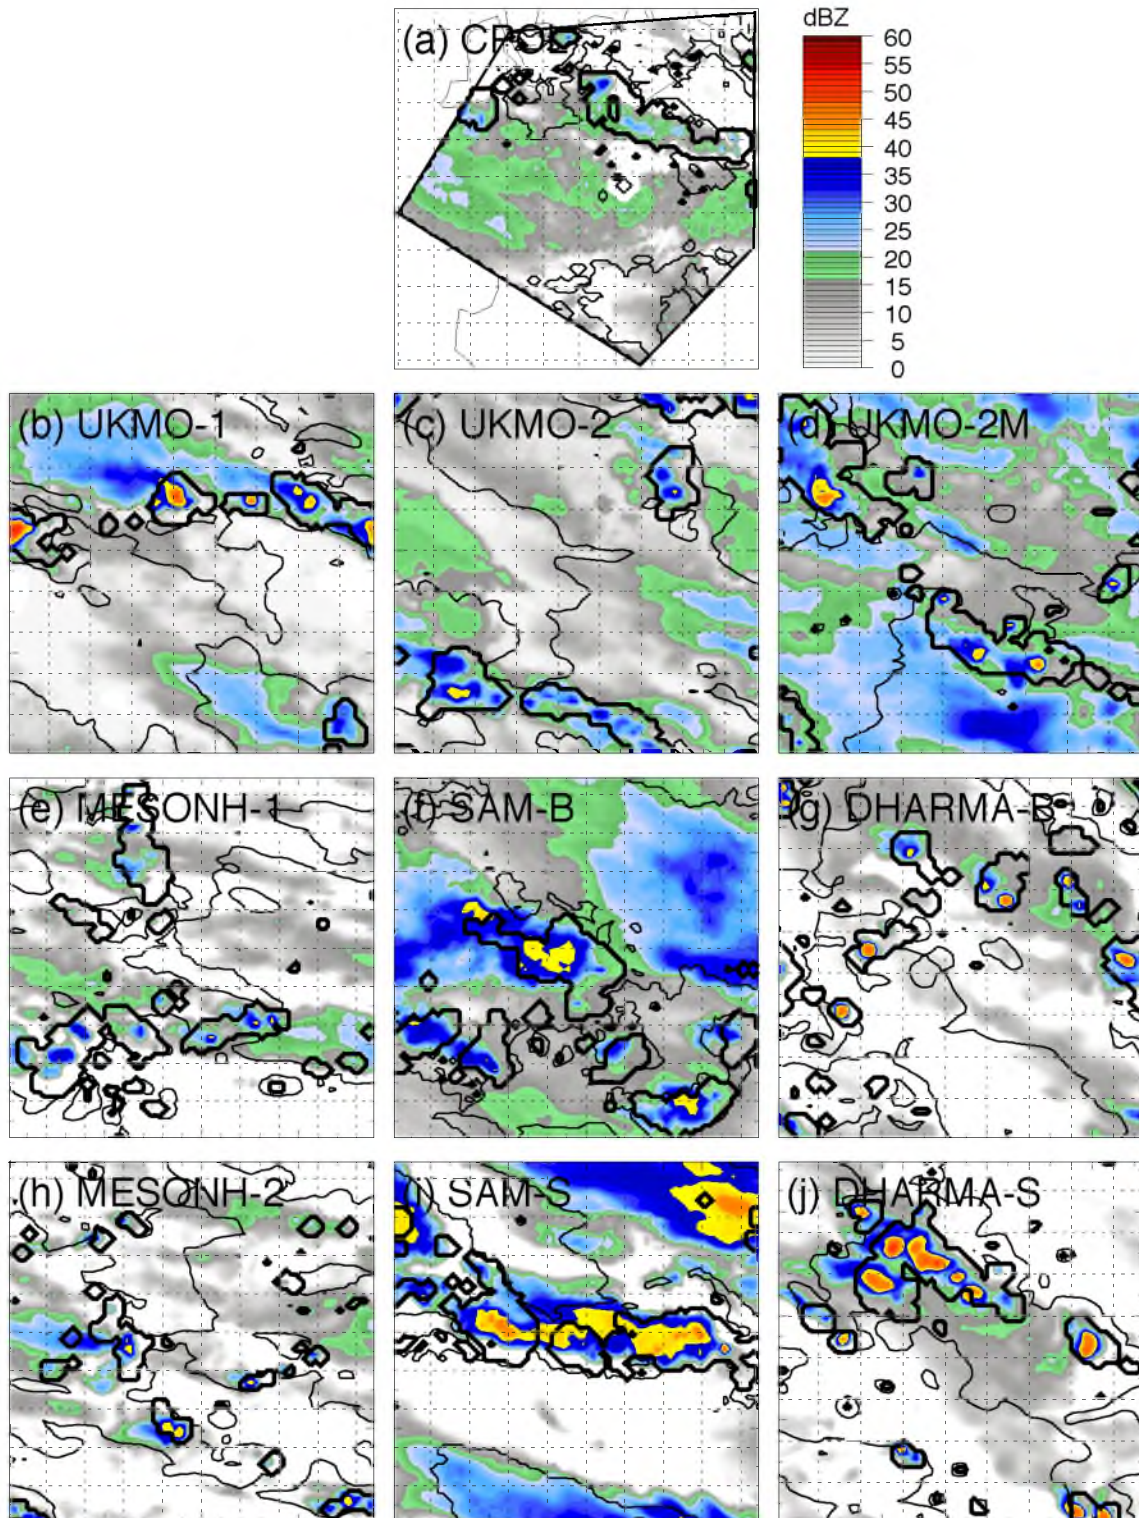 dBZ
(a) CPOL
60
55
50
45
40
35
30
25
20
15
10
5
0
(b) UKMO-1
(c) UKMO-2
(d) UKMO-2M
(e) MESONH-1
(f) SAM-B
(g) DHARMA-B
(h) MESONH-2
(i) SAM-S
(j) DHARMA-S